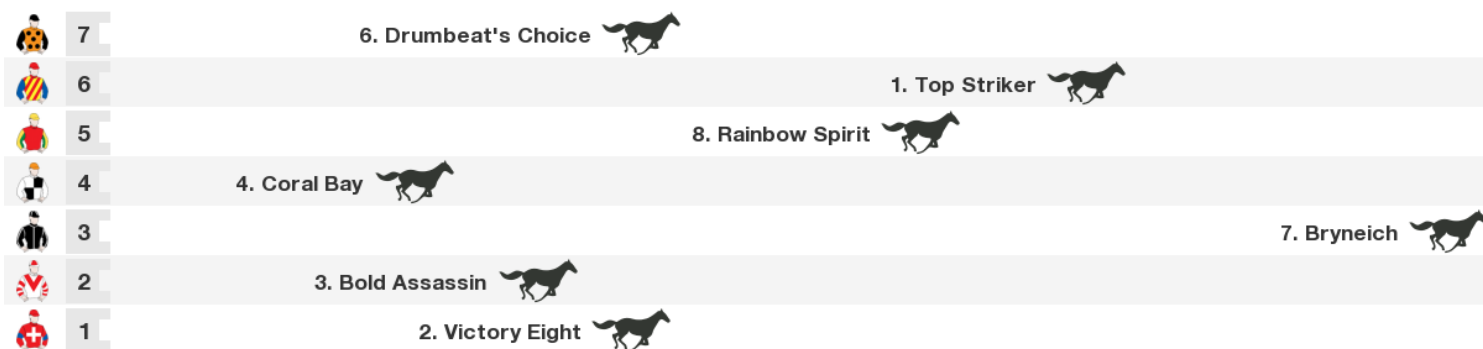 7 6. Drumbeat's Choice
6 1. Top Striker
5 8. Rainbow Spirit
4 4. Coral Bay
3 7. Bryneich
2 3. Bold Assassin
1 2. Victory Eight